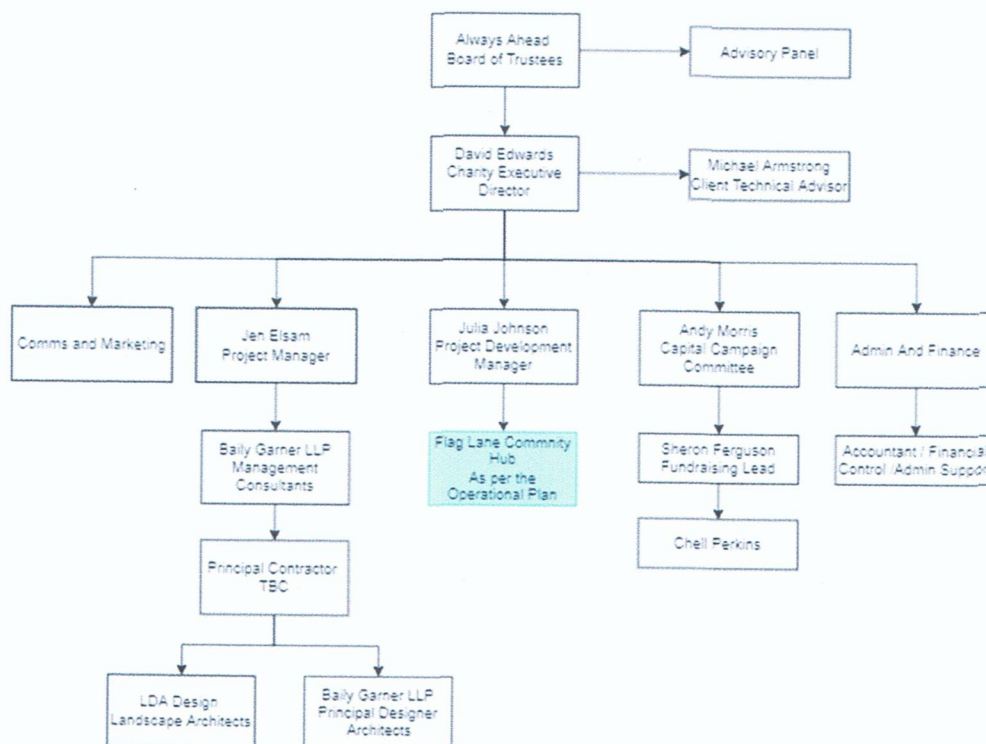 Always Ahead
Board of Trustees
Advisory Panel
David Edwards
Charity Executive
Director
Michael Armstrong
Client Technical Advisor
Comms and Marketing
Jen Elsam
Project Manager
Julia Johnson
Project Development
Manager
Andy Morris
Capital Campaign
Committee
Admin And Finance
Baily Garner LLP
Management
Consultants
Flag Lane Commnity
Hub
As per the
Operational Plan
Sheron Ferguson
Fundraising Lead
Accountant / Financial
Control /Admin Support
Principal Contractor
TBC
Chell Perkins
LDA Design
Landscape Architects
Baily Garner LLP
Principal Designer
Architects